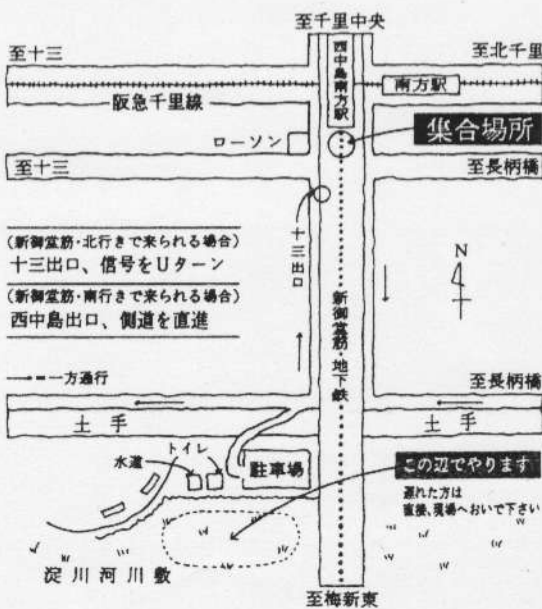 至千里中央
至十三
至北千里
西中島南方駅
南方駅
阪急千里線
ローソン
集合場所
至十三
至長柄橋
(新御堂筋・北行きで来られる場合)
十三出口、信号をUターン
(新御堂筋・南行きで来られる場合)
西中島出口、側道を直進
十三出口
N
新御堂筋・地下鉄
→=一方通行
至長柄橋
土手
土手
トイレ
水道
駐車場
この辺でやります
遅れた方は
直接、現場へおいで下さい
淀川河川敷
至梅新東